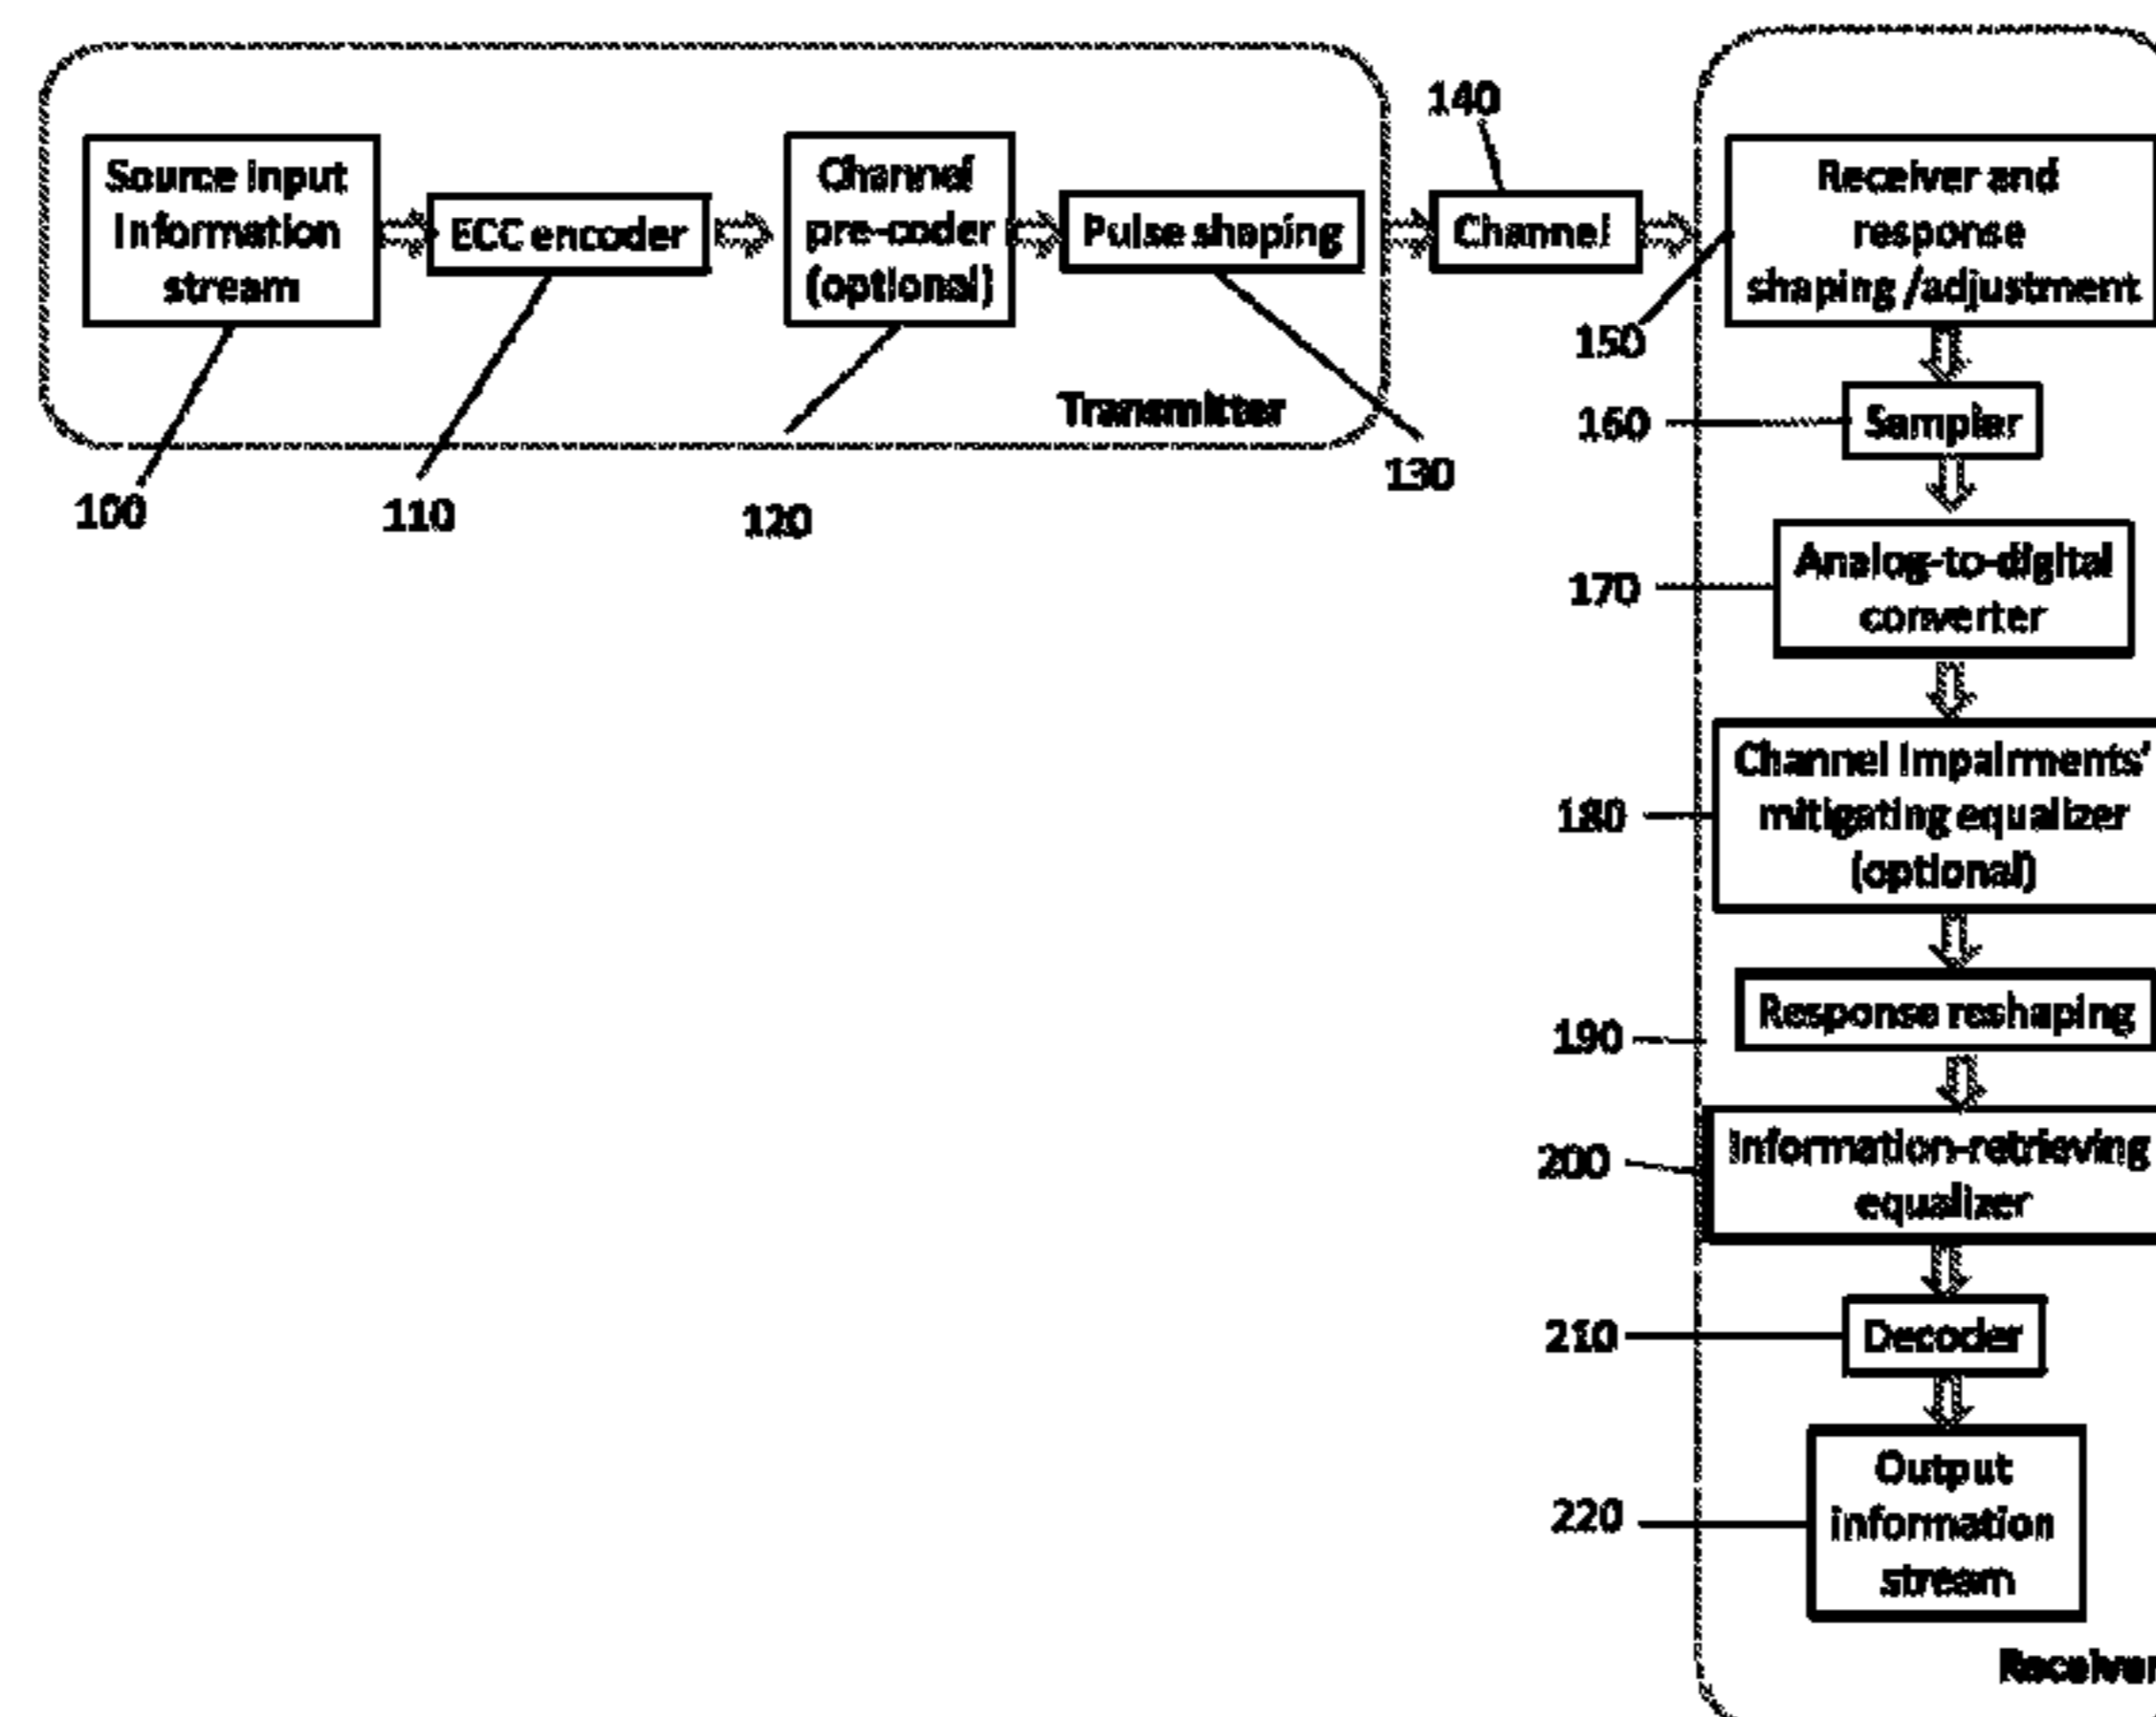 Source input
Information
stream
ECC encoder
Channel
pre-coder
(optional)
Pulse shaping
Transmitter
100
110
120
130
140
Channel
150
Receiver and
response
shaping /adjustment
160
Sampler
170
Analog-to-digital
converter
180
Channel Impairments'
mitigating equalizer
(optional)
190
Response reshaping
200
Information-retrieving
equalizer
210
Decoder
220
Output
information
stream
Receiver